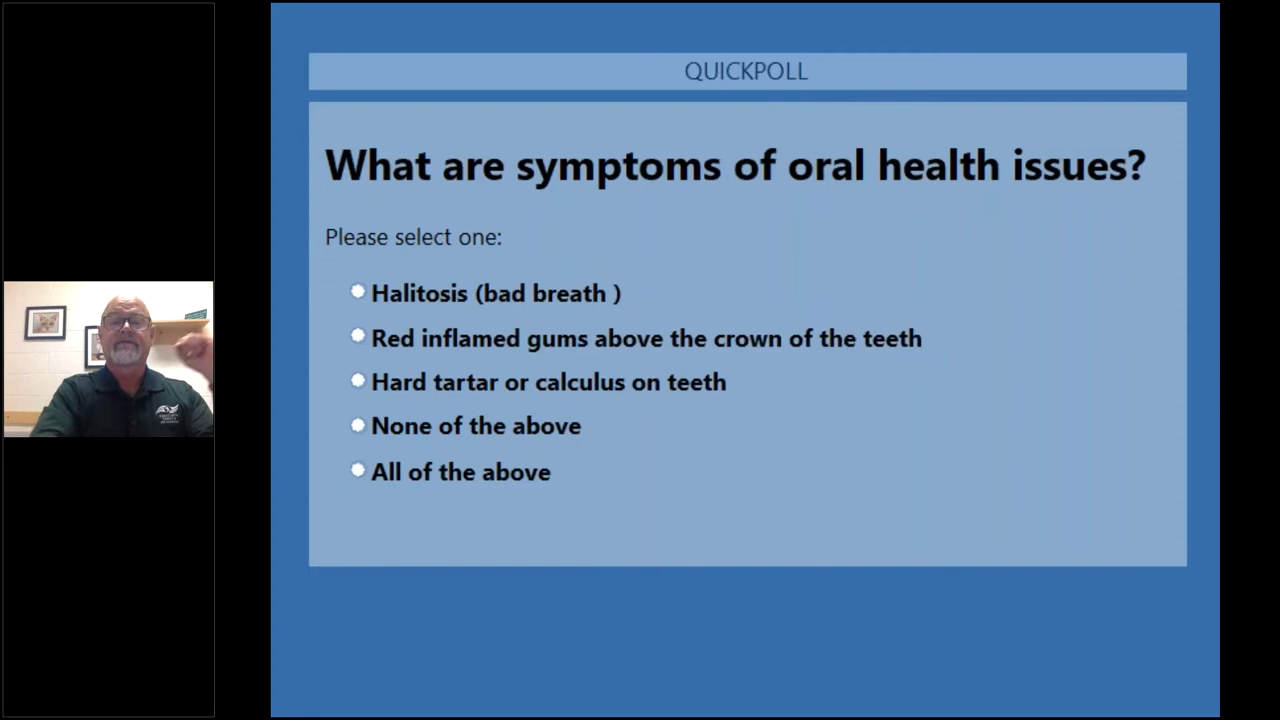 QUICKPOLL
What are symptoms of oral health issues?
Please select one:
Halitosis (bad breath )
Red inflamed gums above the crown of the teeth
Hard tartar or calculus on teeth
None of the above
All of the above